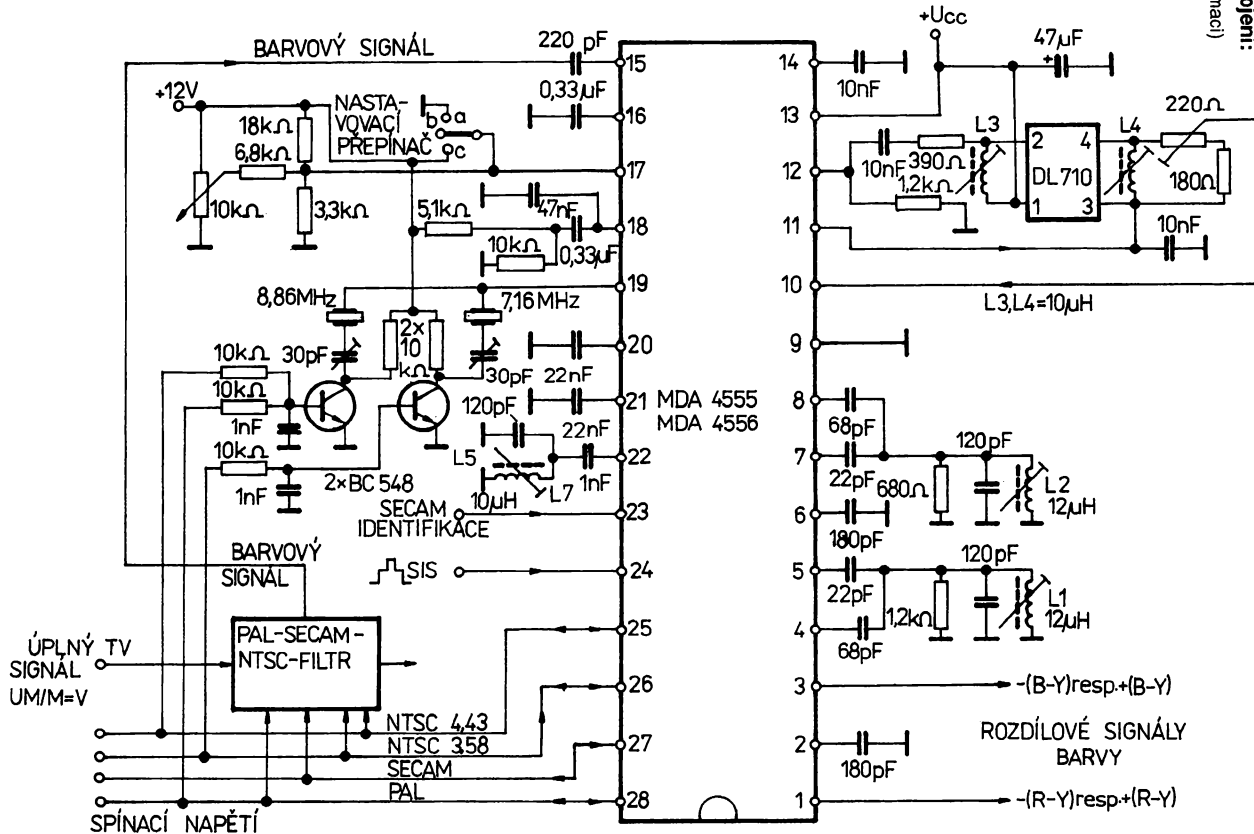 ojení:
maci)
+Ucc
BARVOVÝ SIGNÁL
220 pF
15
14
47µF
+
10nF
+12V
0,33µF
16
13
NASTA-
VOVACÍ
PŘEPÍNAČ
b
a
c
18kΩ
6,8kΩ
17
12
10nF
390Ω
1,2kΩ
L3
2
4
DL710
1
3
L4
220Ω
180Ω
10kΩ
3,3kΩ
47nF
5,1kΩ
18
11
10nF
10kΩ
0,33µF
19
10
L3,L4=10µH
8,86MHz
7,16MHz
2x
10
kΩ
30pF
30pF
20
9
22nF
10kΩ
10kΩ
1nF
21
8
MDA 4555
MDA 4556
68pF
120pF
22nF
10kΩ
1nF
2×BC 548
L5
10µH
L7
1nF
22
7
22pF
680Ω
120pF
L2
12µH
SECAM
IDENTIFIKACE
23
6
180pF
BARVOVÝ
SIGNÁL
SIS
24
5
22pF
1,2kΩ
120pF
L1
12µH
ÚPLNÝ TV
SIGNÁL
UM/M=V
PAL-SECAM-
NTSC-FILTR
25
4
68pF
26
3
-(B-Y)resp.+(B-Y)
NTSC 4,43
NTSC 3,58
SECAM
PAL
27
2
180pF
ROZDÍLOVÉ SIGNÁLY
BARVY
28
1
-(R-Y)resp.+(R-Y)
SPÍNACÍ NAPĚTÍ